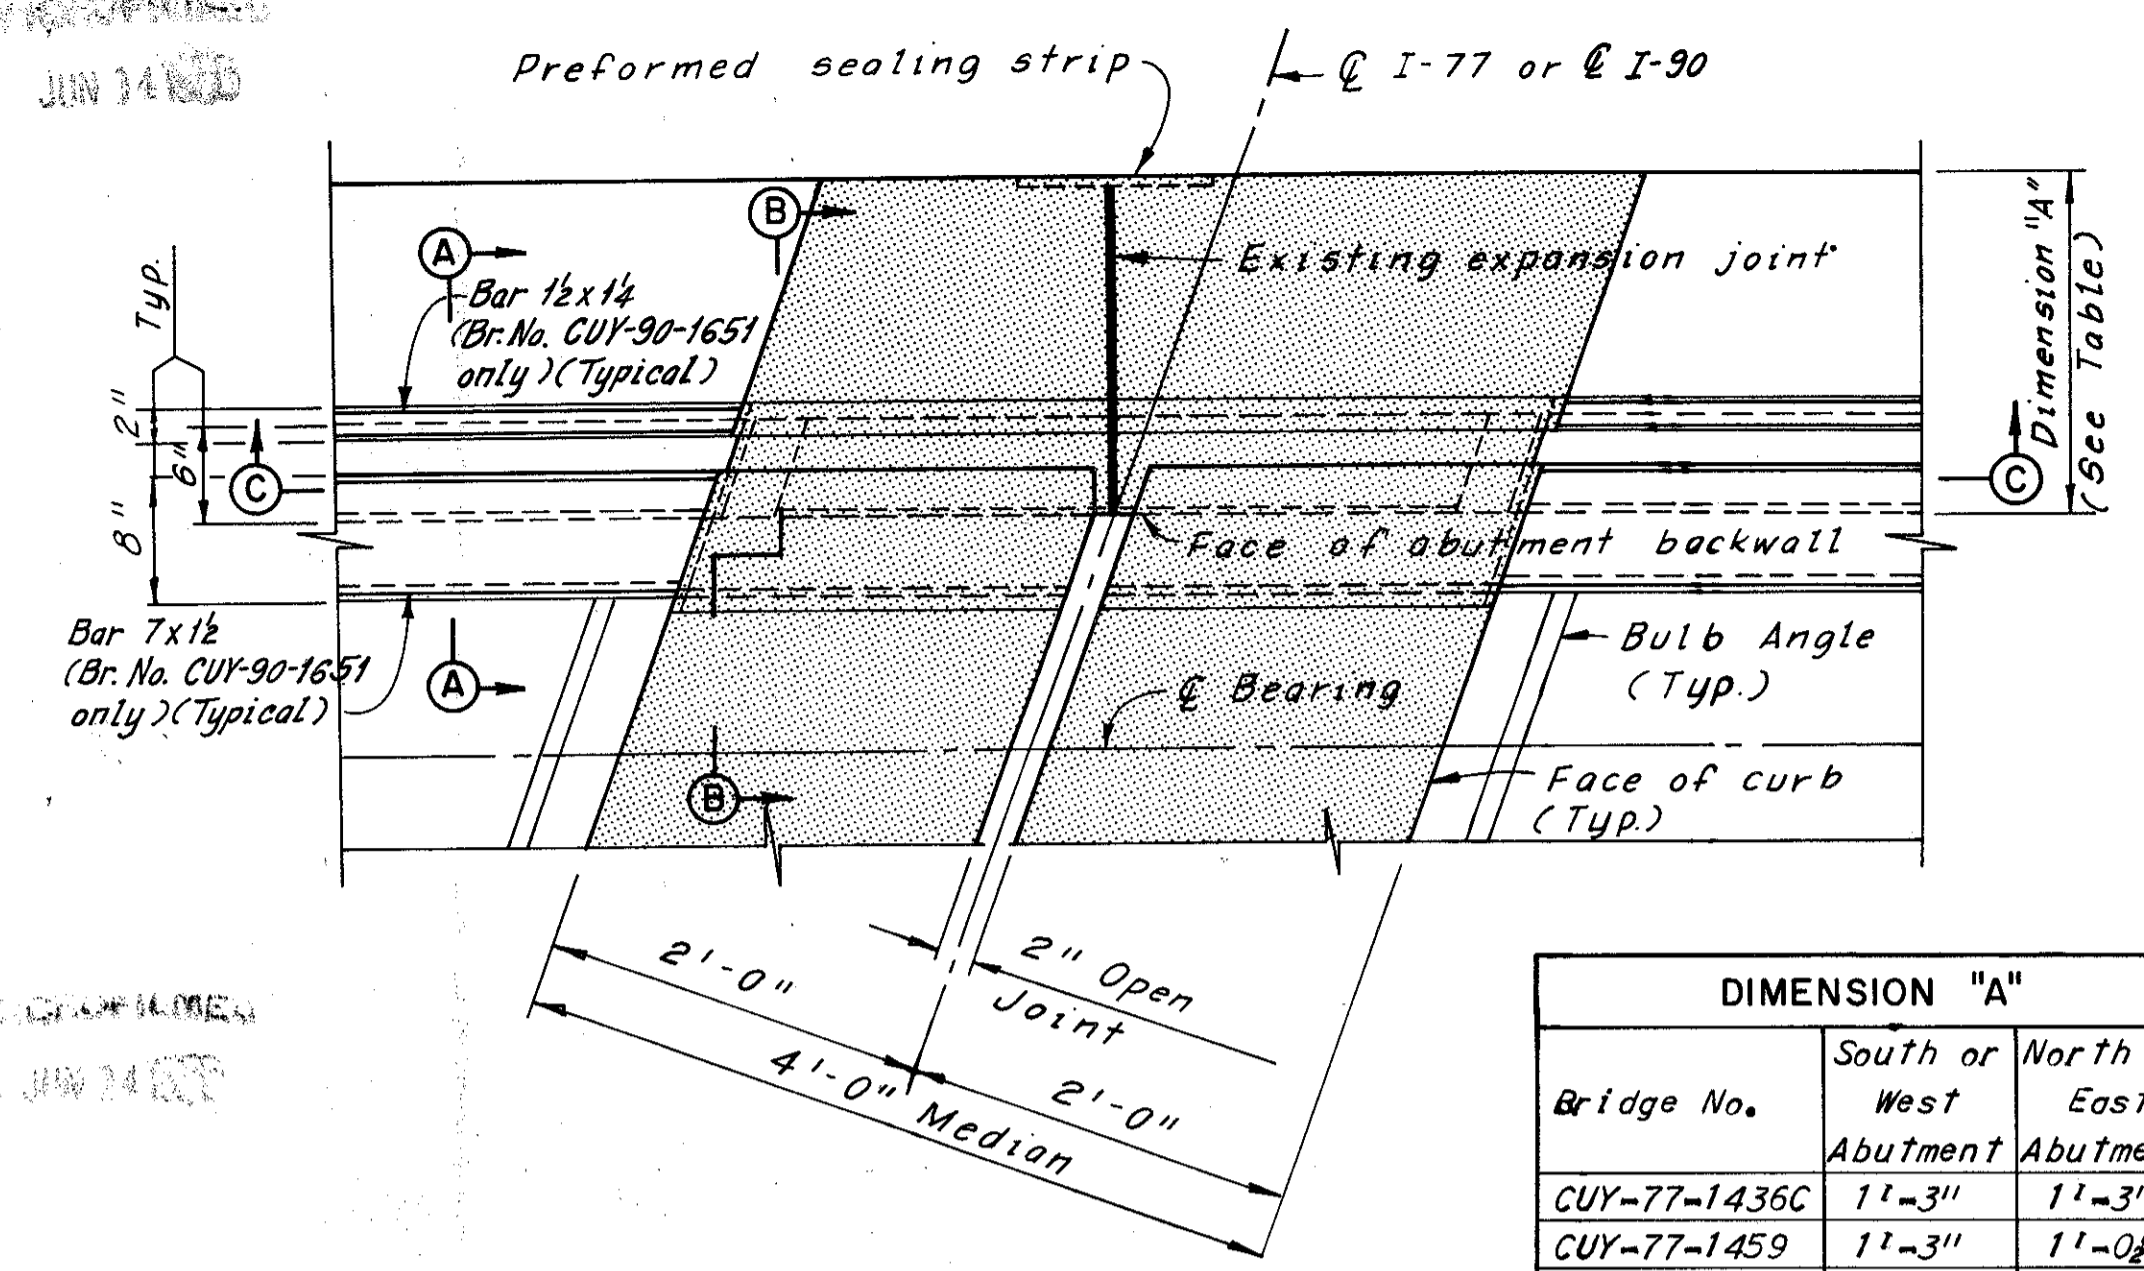 JUN 14
Preformed sealing strip
℄ I-77 or ℄ I-90
B
A
Existing expansion joint
Typ.
Bar 1½x1¼
(Br. No. CUY-90-1651
only)(Typical)
Dimension "A"
(See Table)
2"
6"
8"
C
C
Face of abutment backwall
Bar 7x1½
(Br. No. CUY-90-1651
only)(Typical)
A
Bulb Angle
(Typ.)
℄ Bearing
B
Face of curb
(Typ.)
2'-0"
2" Open
Joint
4'-0" Median
2'-0"
JUN 14
DIMENSION "A"
Bridge No.
South or
West
Abutment
North
East
CUY-77-1436C 1'-3" 1'-3"
CUY-77-1459 1'-3" 1'-0½